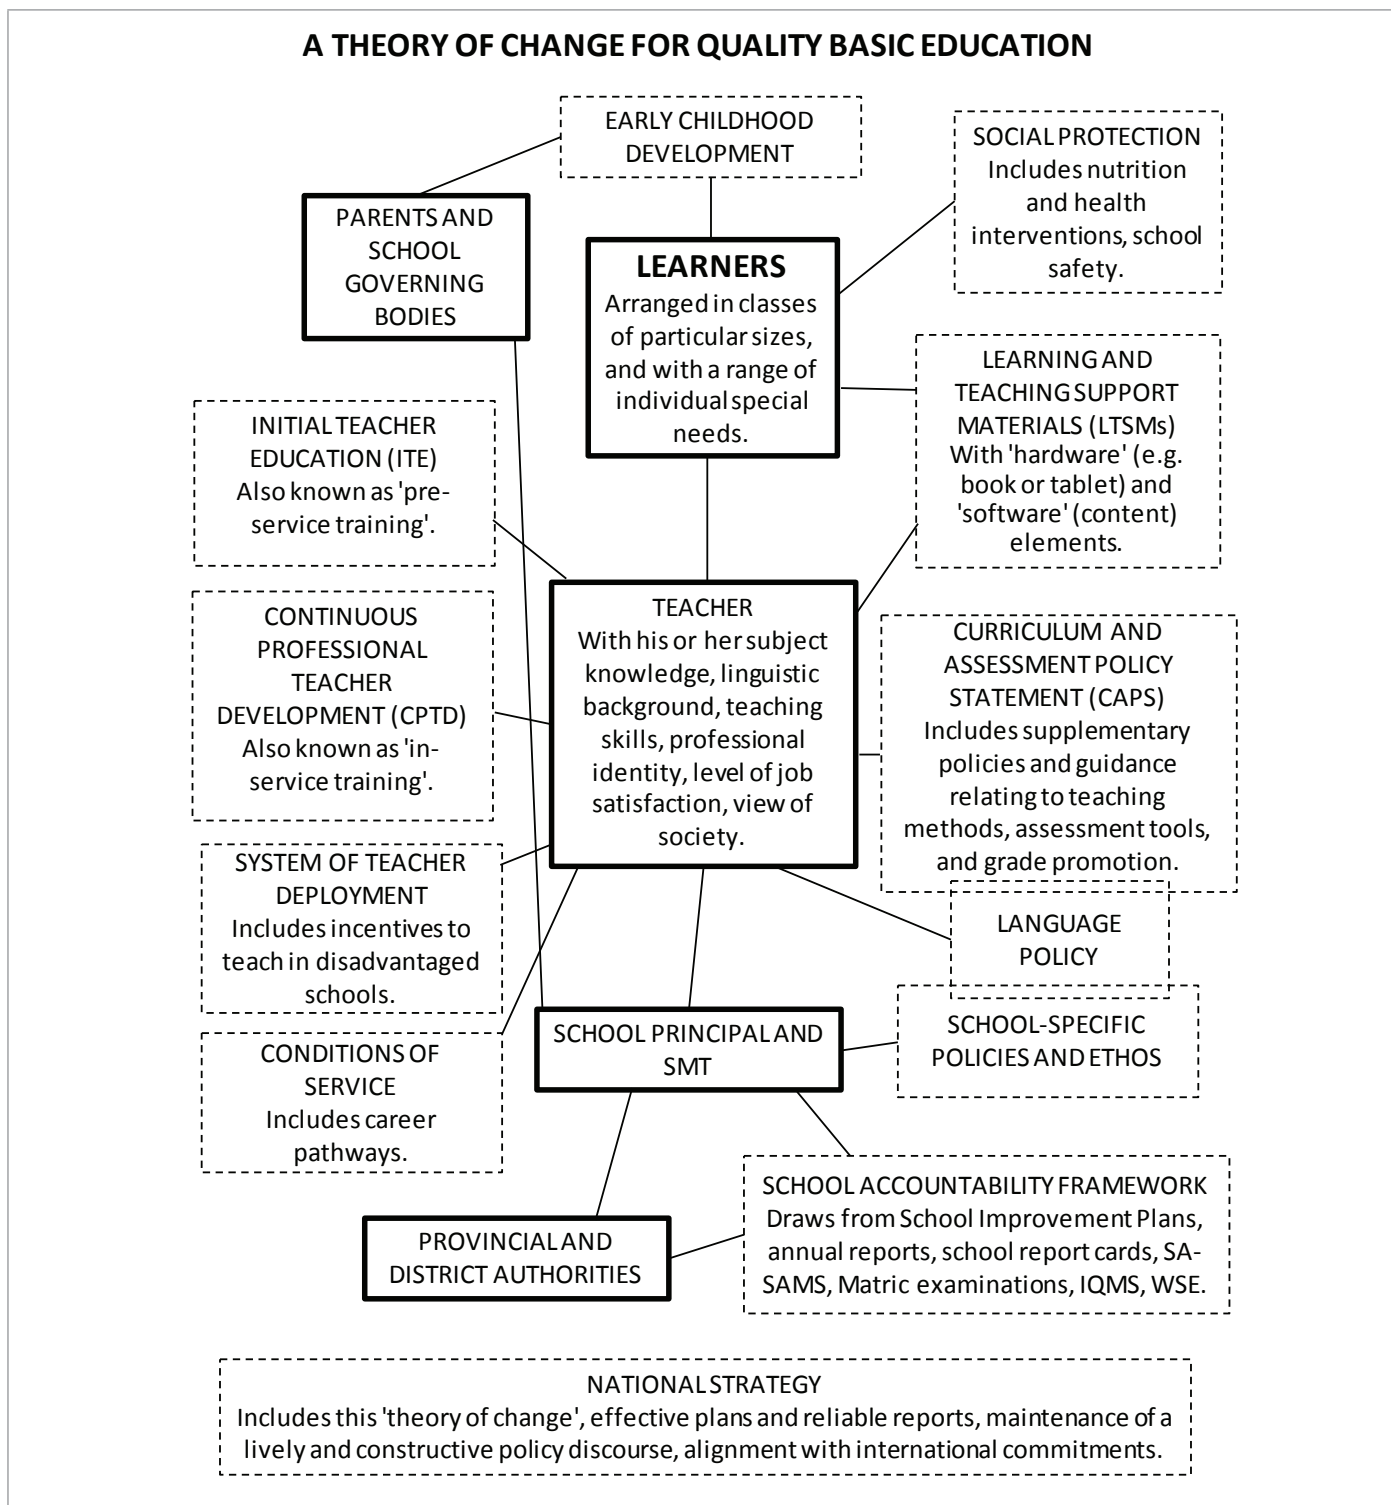 A THEORY OF CHANGE FOR QUALITY BASIC EDUCATION
EARLY CHILDHOOD
DEVELOPMENT
SOCIAL PROTECTION
Includes nutrition
and health
interventions, school
safety.
PARENTS AND
SCHOOL
GOVERNING
BODIES
LEARNERS
Arranged in classes
of particular sizes,
and with a range of
individual special
needs.
LEARNING AND
TEACHING SUPPORT
MATERIALS (LTSMs)
With 'hardware' (e.g.
book or tablet) and
'software' (content)
elements.
INITIAL TEACHER
EDUCATION (ITE)
Also known as 'pre-
service training'.
CONTINUOUS
PROFESSIONAL
TEACHER
DEVELOPMENT (CPTD)
Also known as 'in-
service training'.
TEACHER
With his or her subject
knowledge, linguistic
background, teaching
skills, professional
identity, level of job
satisfaction, view of
society.
CURRICULUM AND
ASSESSMENT POLICY
STATEMENT (CAPS)
Includes supplementary
policies and guidance
relating to teaching
methods, assessment tools,
and grade promotion.
SYSTEM OF TEACHER
DEPLOYMENT
Includes incentives to
teach in disadvantaged
schools.
LANGUAGE
POLICY
SCHOOL PRINCIPAL AND
SMT
SCHOOL-SPECIFIC
POLICIES AND ETHOS
CONDITIONS OF
SERVICE
Includes career
pathways.
SCHOOL ACCOUNTABILITY FRAMEWORK
Draws from School Improvement Plans,
annual reports, school report cards, SA-
SAMS, Matric examinations, IQMS, WSE.
PROVINCIAL AND
DISTRICT AUTHORITIES
NATIONAL STRATEGY
Includes this 'theory of change', effective plans and reliable reports, maintenance of a
lively and constructive policy discourse, alignment with international commitments.